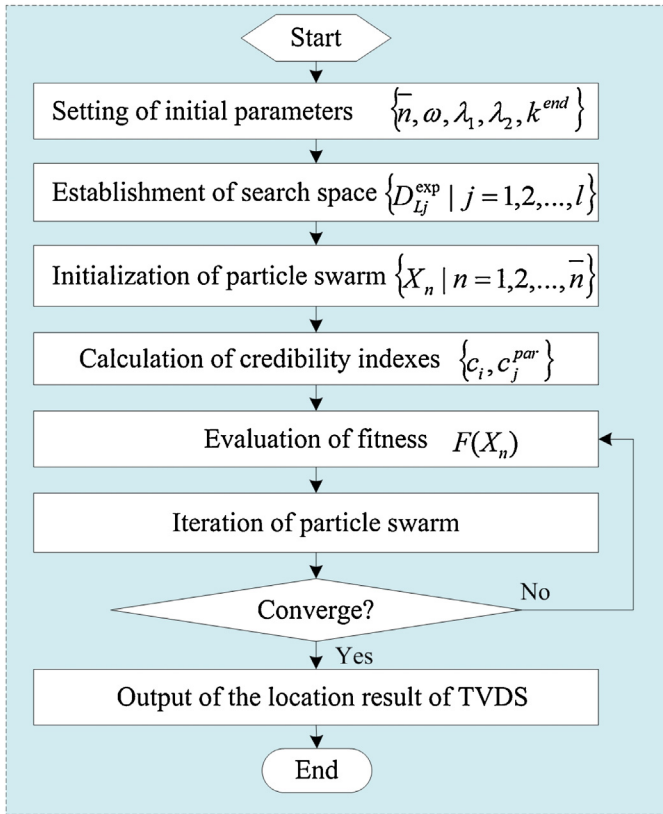 Start
Setting of initial parameters {n̅, ω, λ₁, λ₂, k^end}
Establishment of search space {D_Lj^exp | j = 1,2,...,l}
Initialization of particle swarm {X_n | n = 1,2,...,n̅}
Calculation of credibility indexes {c_i, c_j^par}
Evaluation of fitness F(X_n)
Iteration of particle swarm
Converge?
No
Yes
Output of the location result of TVDS
End